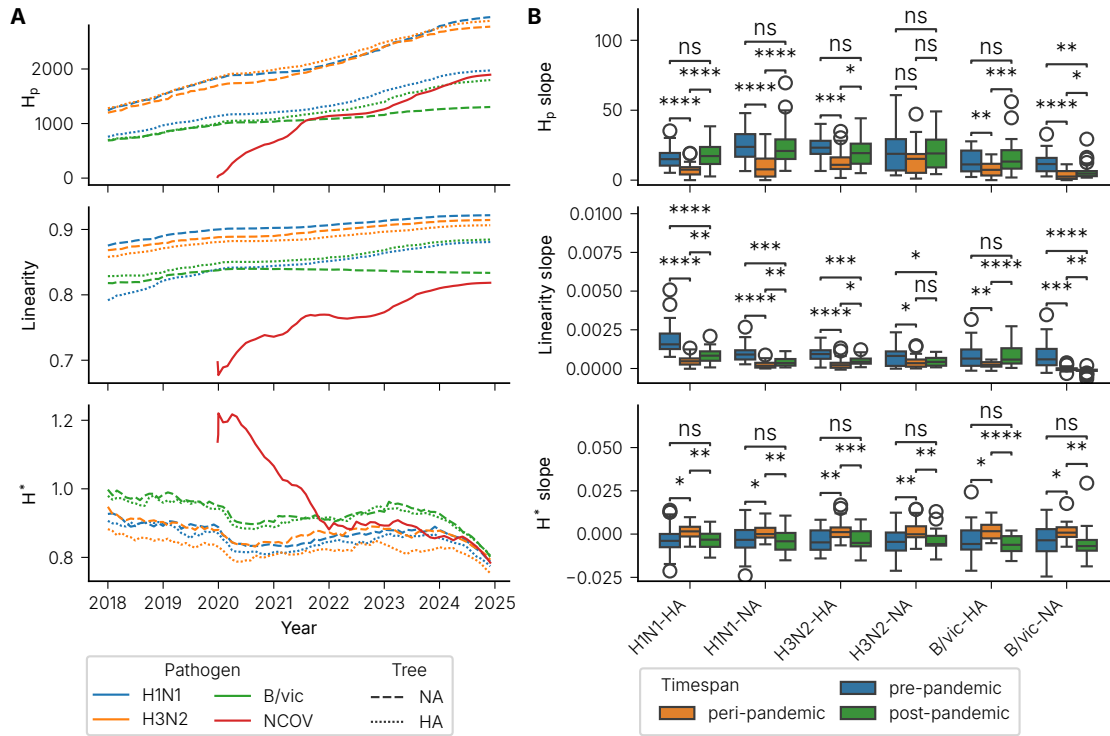 A
H_p
2000
1000
0
Linearity
0.9
0.8
0.7
H*
1.2
1.0
0.8
2018 2019 2020 2021 2022 2023 2024 2025
Year
Pathogen Tree
H1N1 B/vic NA
H3N2 NCOV HA
B
H_p slope
100
50
0
ns ns ns ns ns **
**** **** * ns *** *
**** **** *** ns ** ****
Linearity slope
0.0100
0.0075
0.0050
0.0025
0.0000
**** *** *** * ns ****
** ** * ns **** **
**** **** **** * ** ***
H* slope
0.050
0.025
0.000
−0.025
ns ns ns ns ns ns
** ** *** ** **** **
* * ** ** * *
H1N1-HA H1N1-NA H3N2-HA H3N2-NA B/vic-HA B/vic-NA
Timespan
pre-pandemic
peri-pandemic post-pandemic